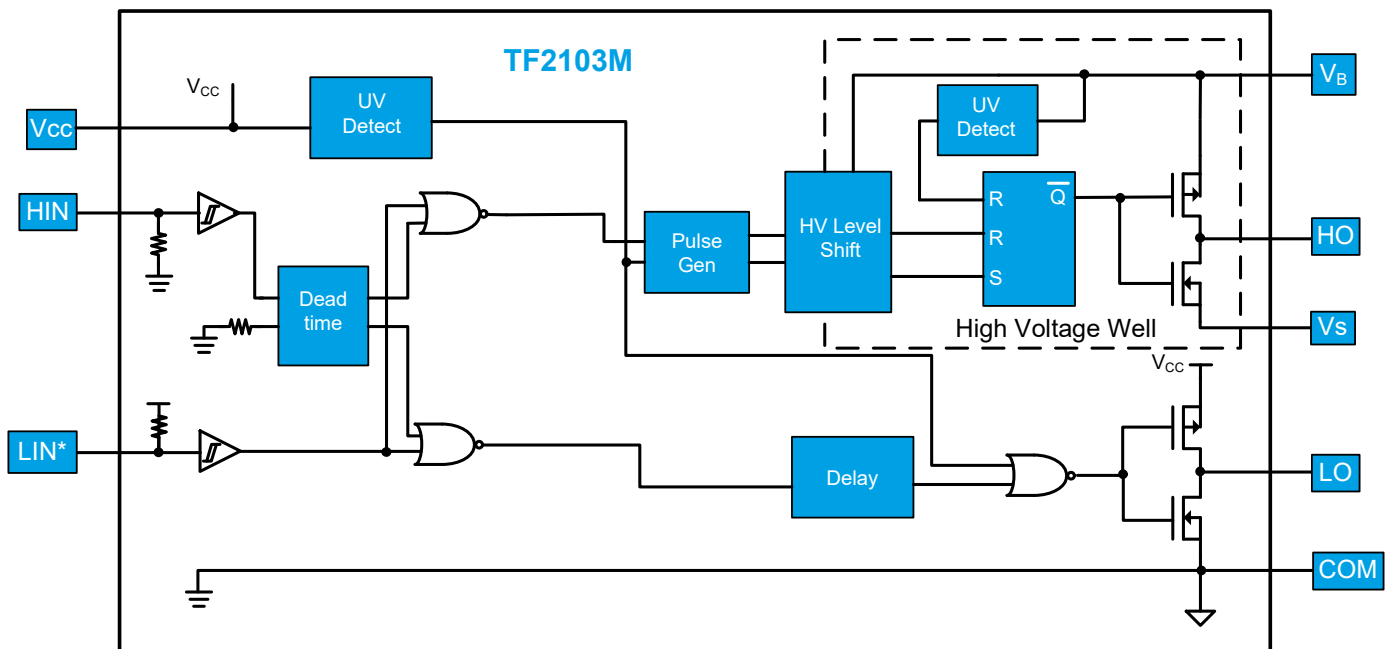 TF2103M
VCC
UV
Detect
Vcc
VB
UV
Detect
HIN
R
Q̅
Pulse
Gen
HV Level
Shift
R
HO
S
Dead
time
High Voltage Well
Vs
VCC
LIN*
Delay
LO
COM